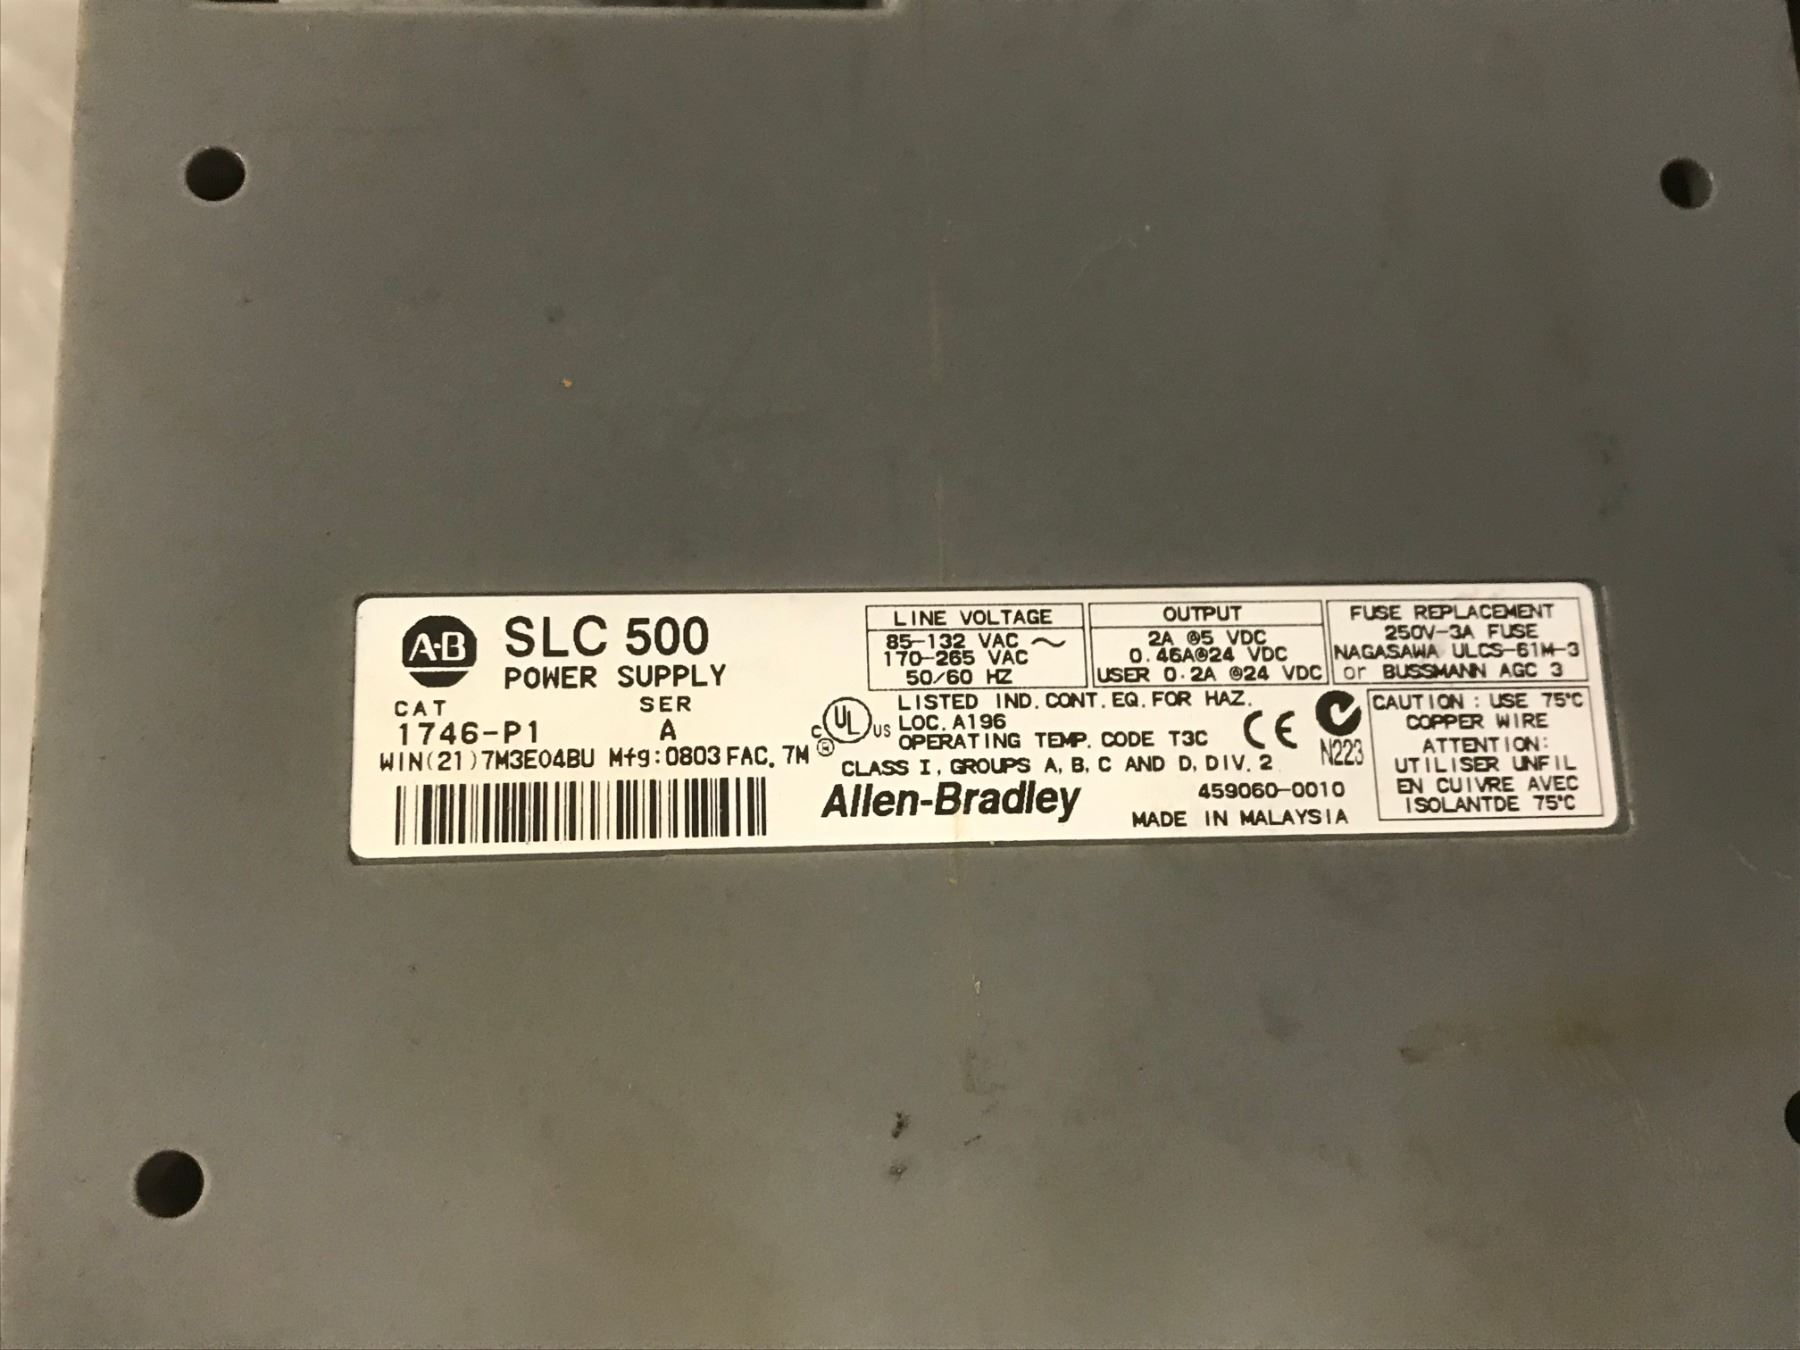 A-B
SLC 500
POWER SUPPLY
CAT
SER
1746-P1
A
WIN(21)7M3E04BU Mfg:0803 FAC. 7M
LINE VOLTAGE
85-132 VAC ~
170-265 VAC
50/60 HZ
OUTPUT
2A @5 VDC
0.46A@24 VDC
USER 0.2A @24 VDC
FUSE REPLACEMENT
250V-3A FUSE
NAGASAWA ULCS-61M-3
or BUSSMANN AGC 3
C UL US ®
LISTED IND. CONT. EQ. FOR HAZ.
LOC. A196
OPERATING TEMP. CODE T3C
CLASS I, GROUPS A, B, C AND D, DIV. 2
CE
N223
Allen-Bradley
459060-0010
MADE IN MALAYSIA
CAUTION : USE 75°C
COPPER WIRE
ATTENTION:
UTILISER UNFIL
EN CUIVRE AVEC
ISOLANTDE 75°C